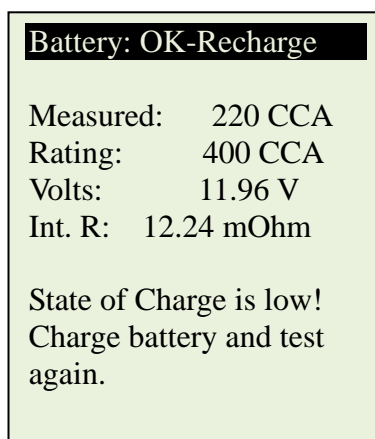 Battery: OK-Recharge
Measured: 220 CCA
Rating: 400 CCA
Volts: 11.96 V
Int. R: 12.24 mOhm
State of Charge is low!
Charge battery and test
again.